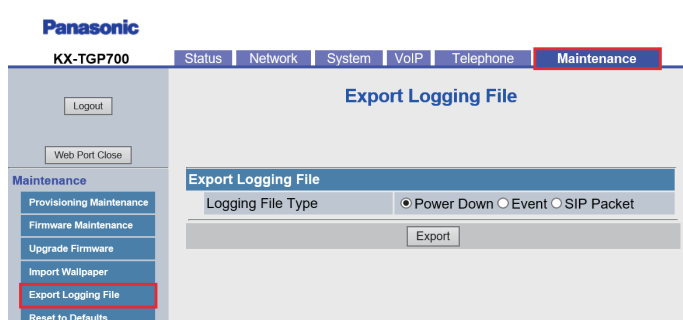 Panasonic
KX-TGP700
Status Network System VoIP Telephone Maintenance
Logout
Web Port Close
Maintenance
Provisioning Maintenance
Firmware Maintenance
Upgrade Firmware
Import Wallpaper
Export Logging File
Reset to Defaults
Export Logging File
Export Logging File
Logging File Type Power Down Event SIP Packet
Export